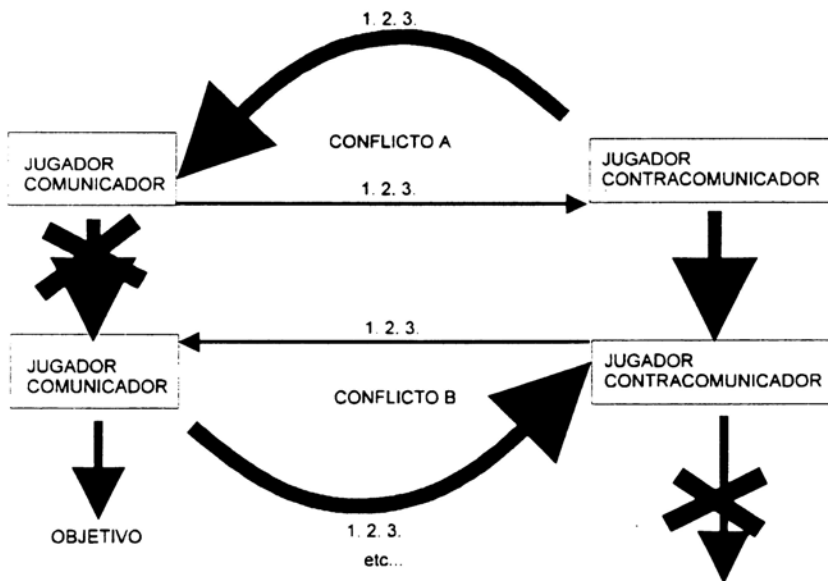 1. 2. 3.
CONFLICTO A
JUGADOR
COMUNICADOR
JUGADOR
CONTRACOMUNICADOR
1. 2. 3.
1. 2. 3.
JUGADOR
COMUNICADOR
JUGADOR
CONTRACOMUNICADOR
CONFLICTO B
OBJETIVO
1. 2. 3.
etc...